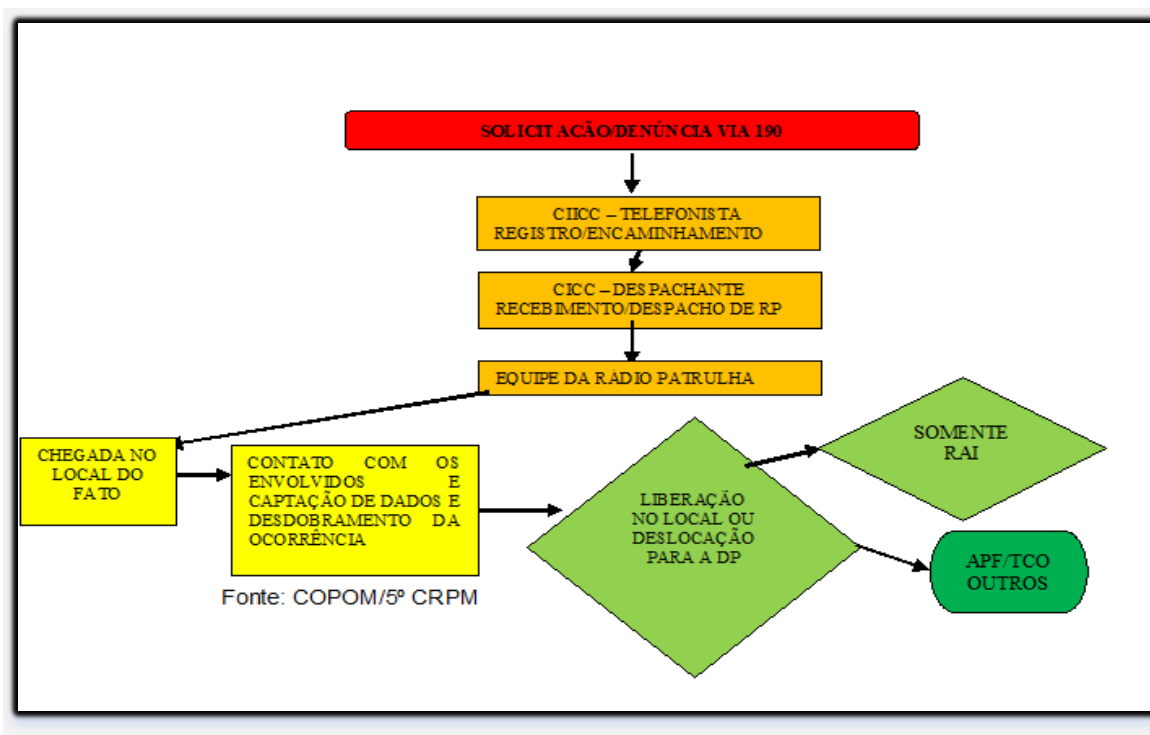 SOLICITAÇÃO/DENÚNCIA VIA 190
CIICC – TELEFONISTA
REGISTRO/ENCAMINHAMENTO
CICC – DESPACHANTE
RECEBIMENTO/DESPACHO DE RP
EQUIPE DA RÁDIO PATRULHA
CHEGADA NO
LOCAL DO
FATO
CONTATO COM OS
ENVOLVIDOS E
CAPTAÇÃO DE DADOS E
DESDOBRAMENTO DA
OCORRÊNCIA
LIBERAÇÃO
NO LOCAL OU
DESLOCAÇÃO
PARA A DP
SOMENTE
RAI
APF/TCO
OUTROS
Fonte: COPOM/5º CRPM